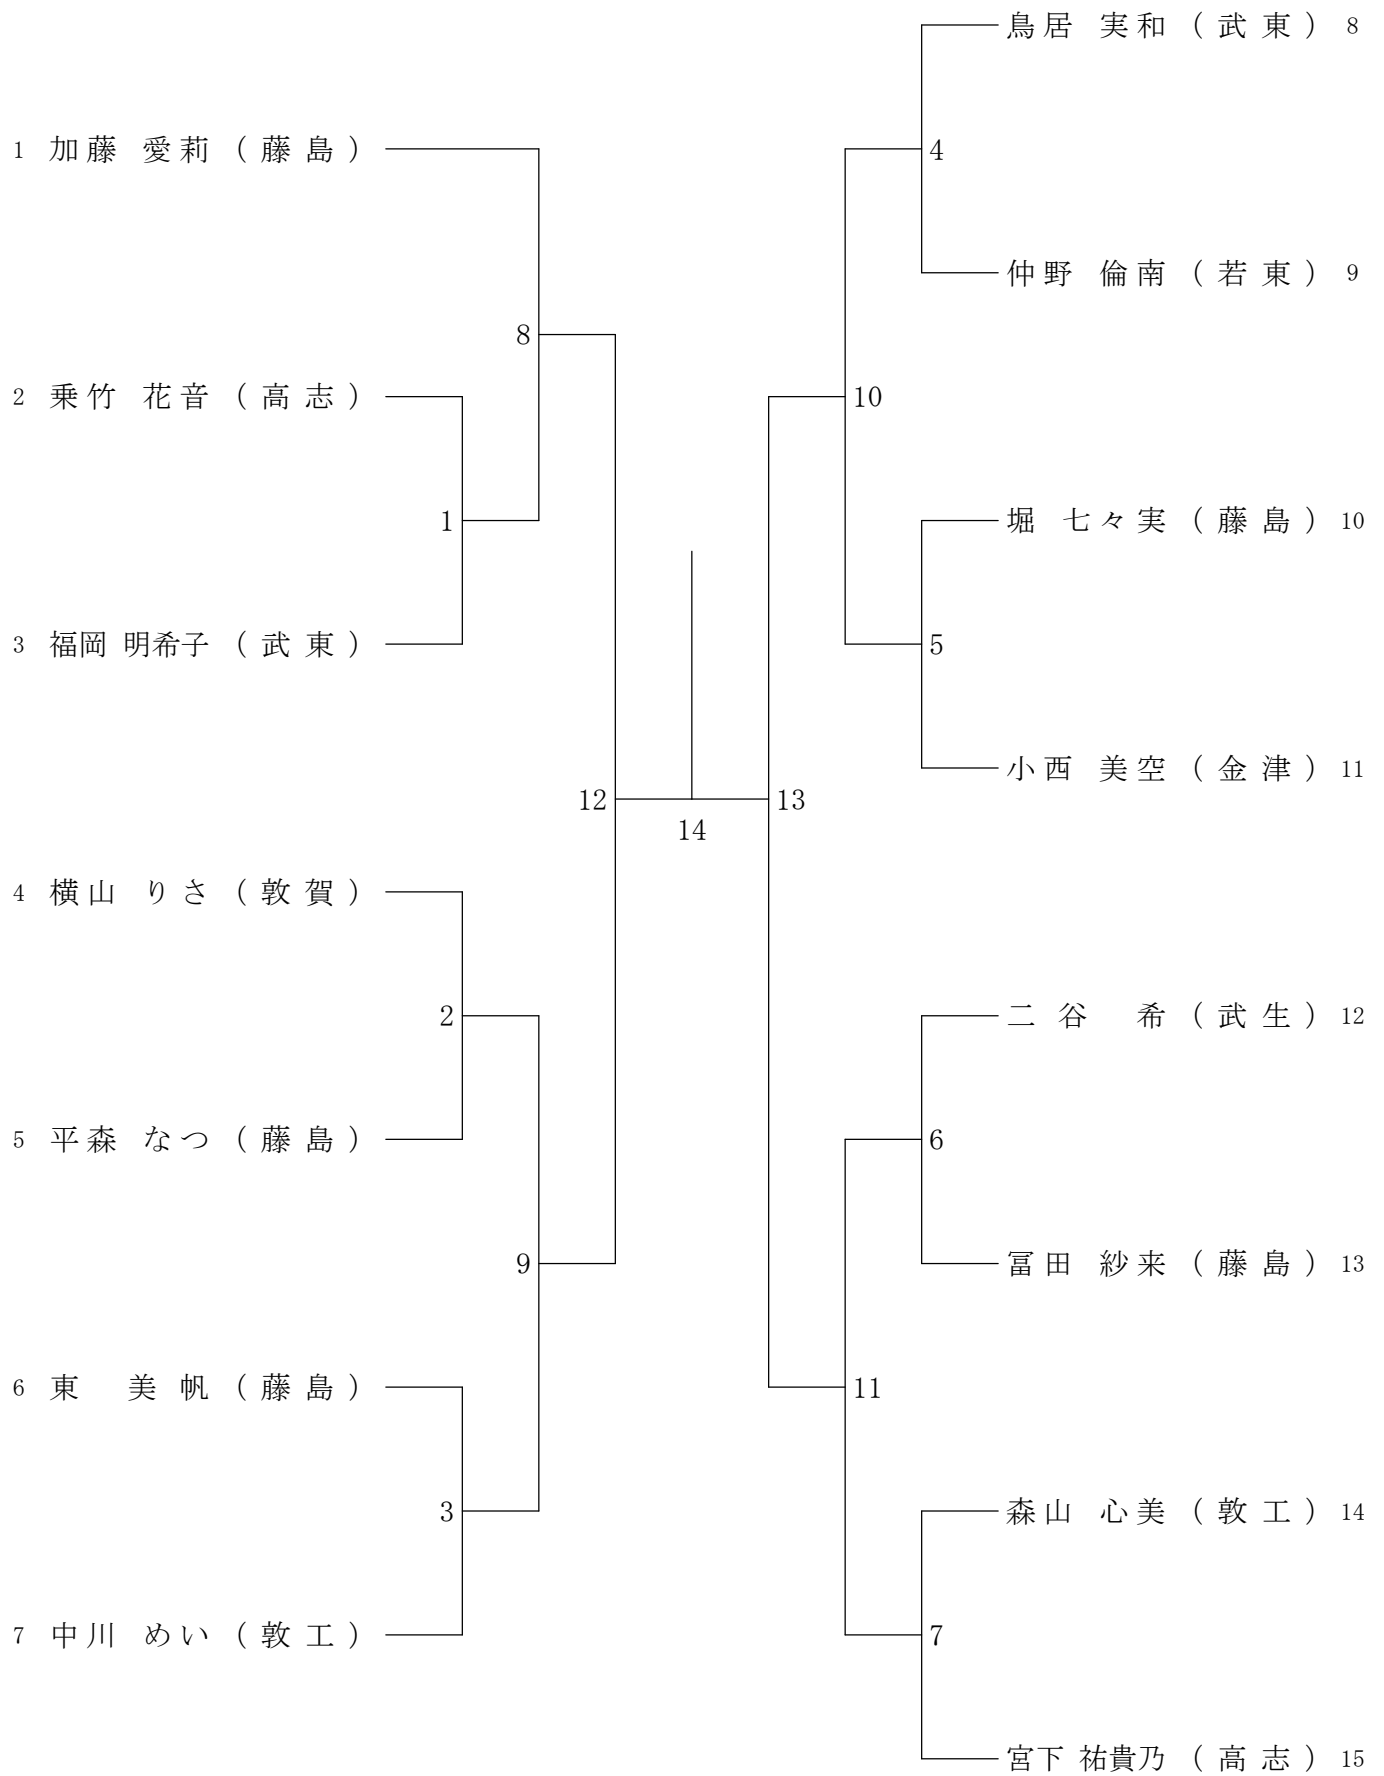 1 加藤 愛莉 (藤島)
8
2 乗竹 花音 (高志)
1
3 福岡 明希子 (武東)
12
4 横山 りさ (敦賀)
2
5 平森 なつ (藤島)
9
6 東 美帆 (藤島)
3
7 中川 めい (敦工)
14
鳥居 実和 (武東) 8
4
仲野 倫南 (若東) 9
10
堀 七々実 (藤島) 10
5
小西 美空 (金津) 11
13
二谷 希 (武生) 12
6
冨田 紗来 (藤島) 13
11
森山 心美 (敦工) 14
7
宮下 祐貴乃 (高志) 15